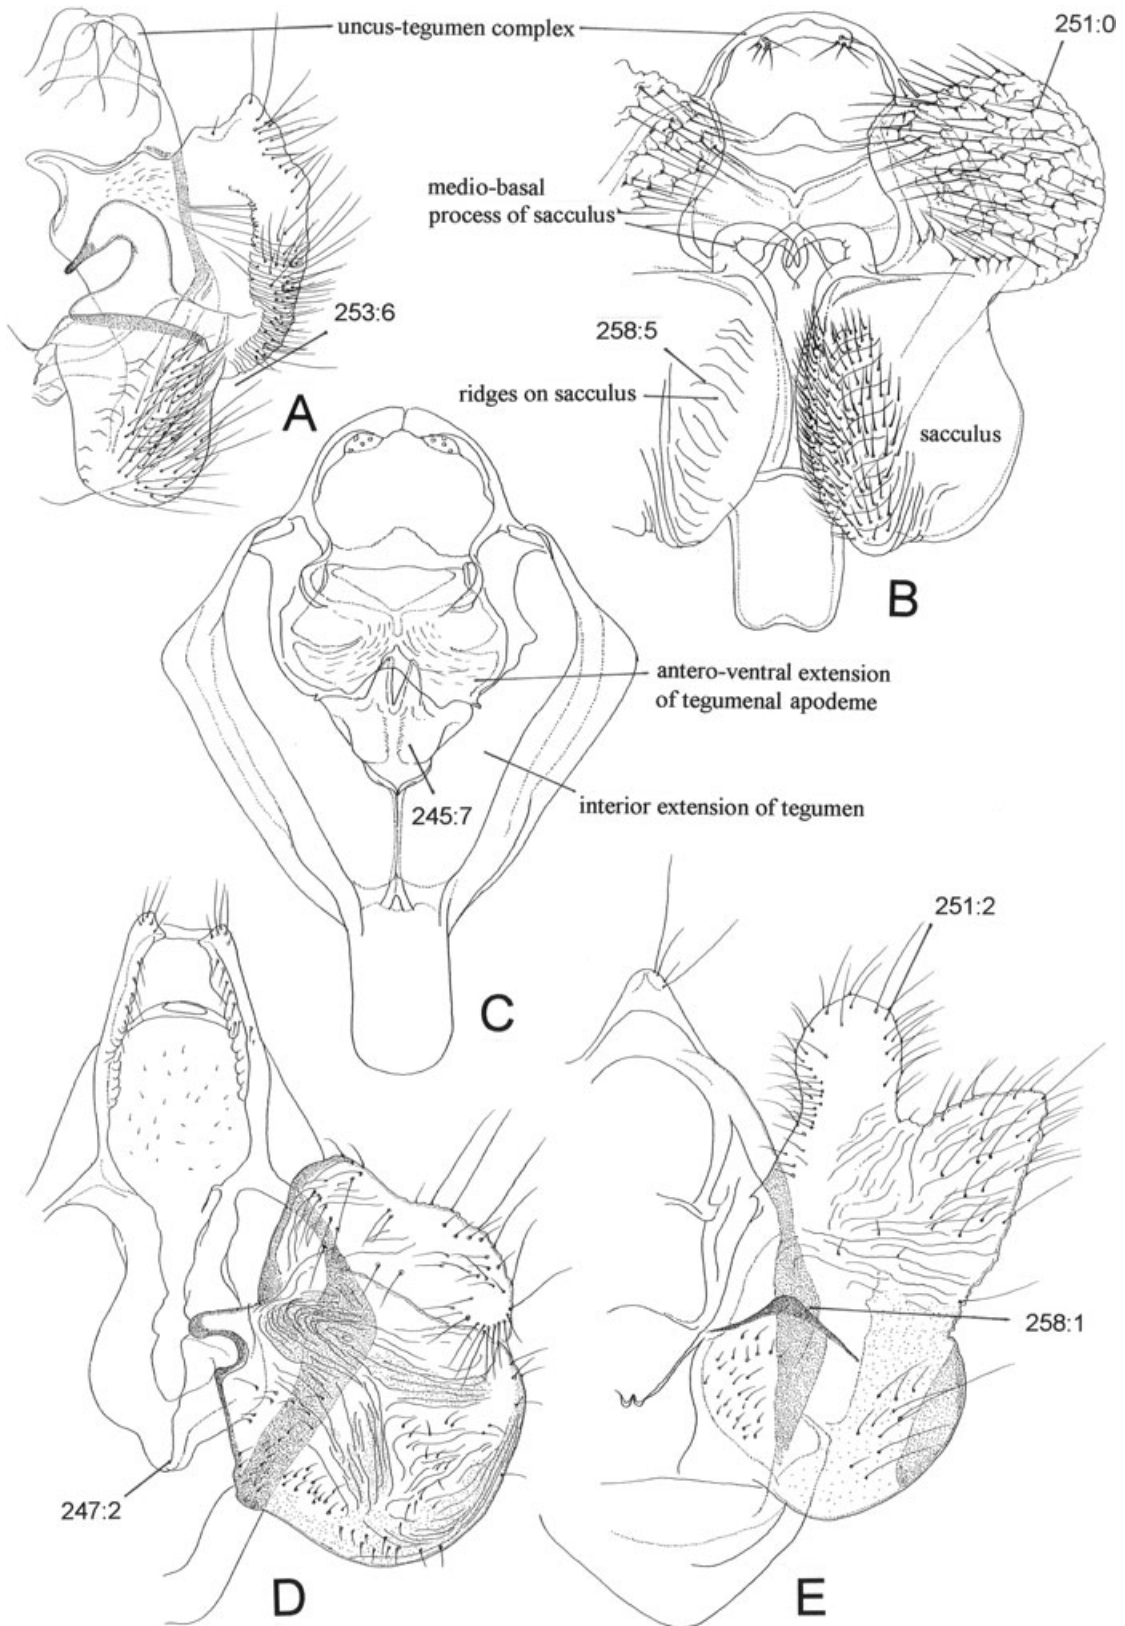 uncus-tegumen complex
251:0
medio-basal
process of sacculus
253:6
258:5
ridges on sacculus
A
sacculus
B
antero-ventral extension
of tegumenal apodeme
interior extension of tegumen
245:7
251:2
C
258:1
247:2
D
E